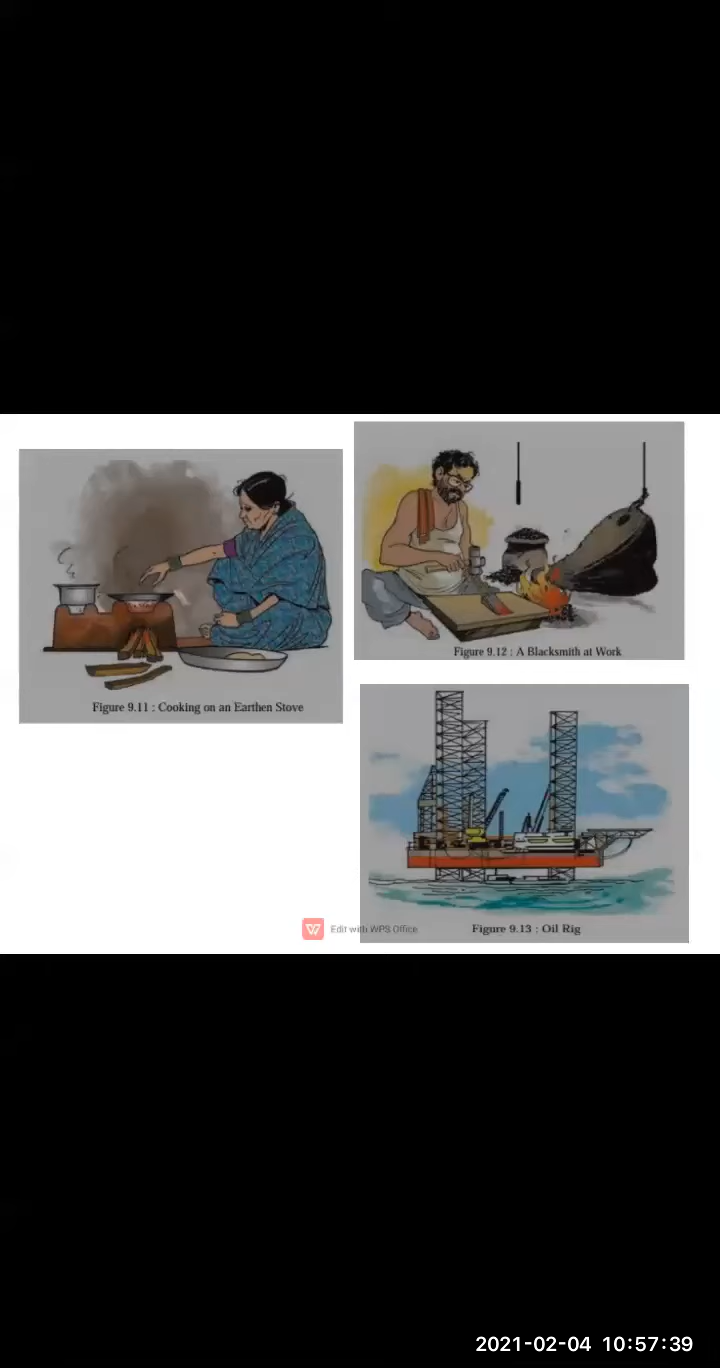 Figure 9.12 : A Blacksmith at Work
Figure 9.11 : Cooking on an Earthen Stove
Edit with WPS Office
Figure 9.13 : Oil Rig
2021-02-04 10:57:39